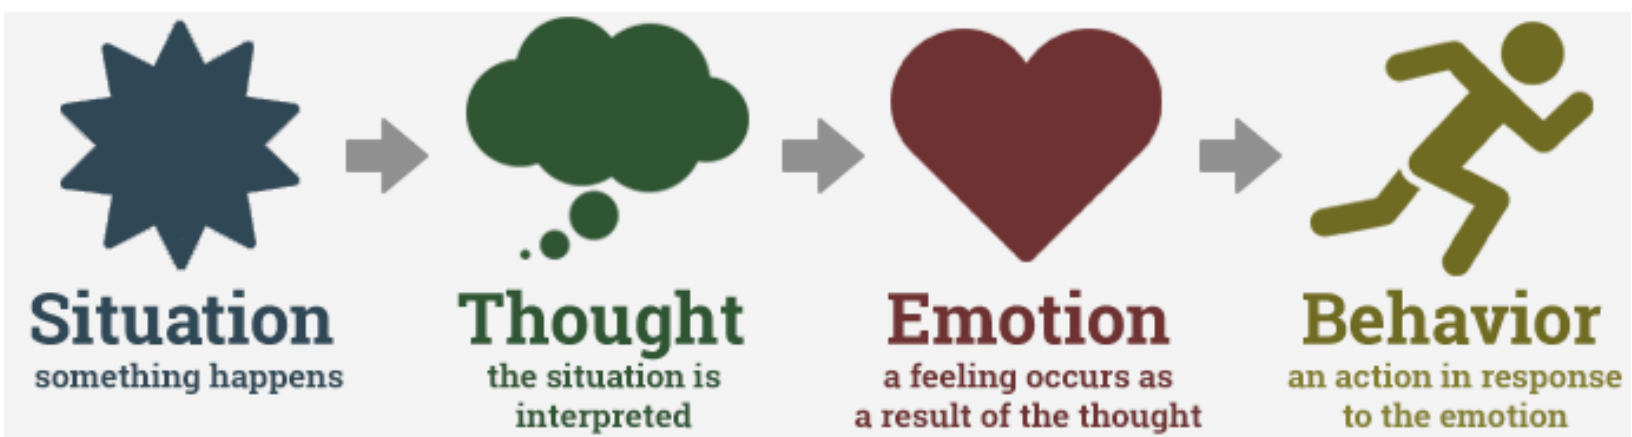 Situation
something happens
Thought
the situation is
interpreted
Emotion
a feeling occurs as
a result of the thought
Behavior
an action in response
to the emotion